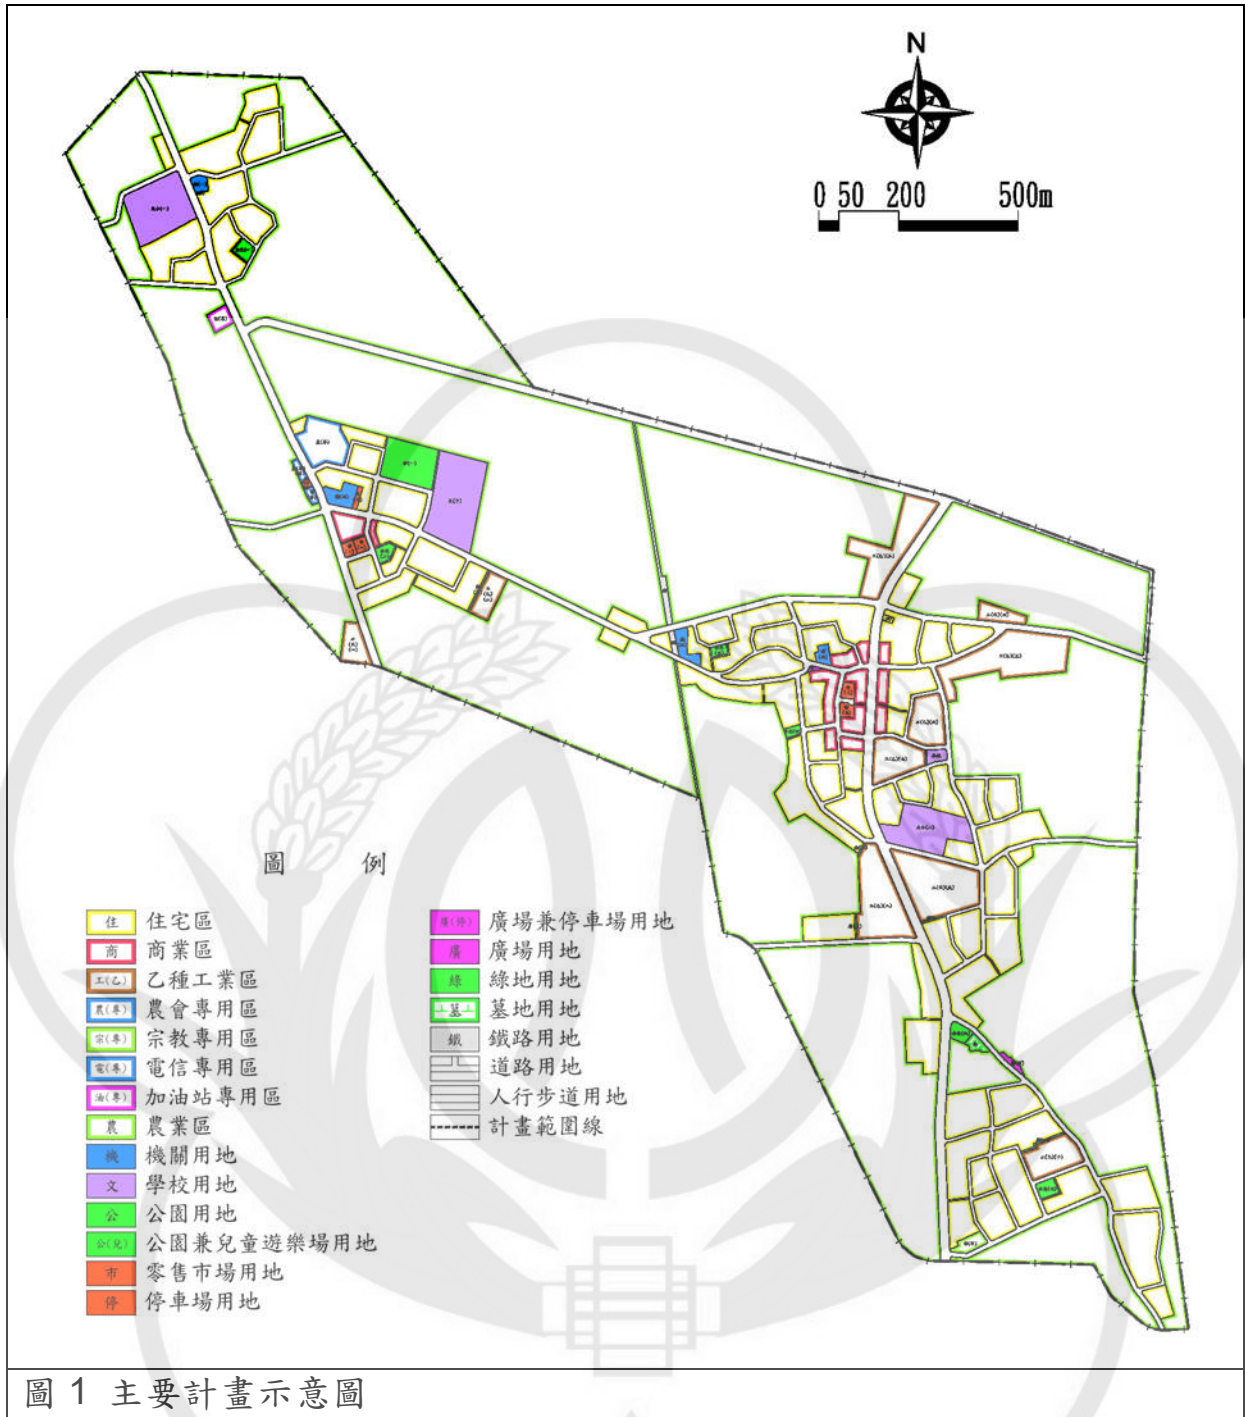 N
0 50 200 500m
圖 例
住 住宅區
商 商業區
工(乙) 乙種工業區
農(專) 農會專用區
宗(專) 宗教專用區
電(專) 電信專用區
油(專) 加油站專用區
農 農業區
機 機關用地
文 學校用地
公 公園用地
公(兒) 公園兼兒童遊樂場用地
市 零售市場用地
停 停車場用地
廣(停) 廣場兼停車場用地
廣 廣場用地
綠 綠地用地
墓 墓地用地
鐵 鐵路用地
道路用地
人行步道用地
計畫範圍線
圖 1 主要計畫示意圖